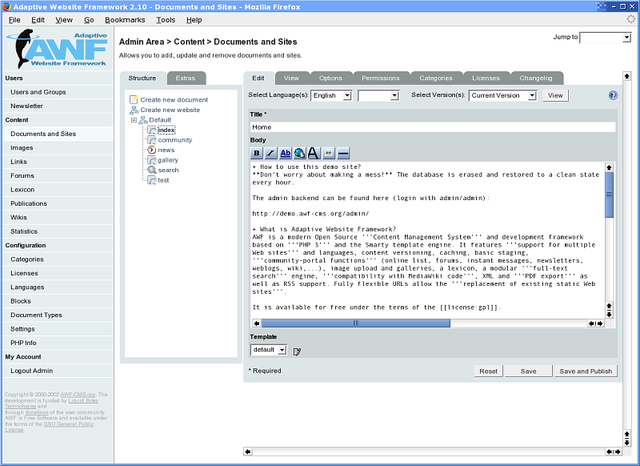 Adaptive Website Framework 2.10 - Documents and Sites - Mozilla Firefox
File Edit View Go Bookmarks Tools Help
Adaptive
AWF
Website Framework
Users
Users and Groups
Newsletter
Content
Documents and Sites
Images
Links
Forums
Lexicon
Publications
Wikis
Statistics
Configuration
Categories
Licenses
Languages
Blocks
Document Types
Settings
PHP Info
My Account
Logout Admin
Copyright © 2000-2005 AWF-CMS.org. The
development is funded by Liquid Bytes
Technologies and
through donations of the user community.
AWF is Free Software and available under
the terms of the GNU General Public
License.
Jump to
Admin Area > Content > Documents and Sites
Allows you to add, update and remove documents and sites.
Structure Extras
Create new document
Create new website
Default
index
community
news
gallery
search
test
Edit View Options Permissions Categories Licenses Changelog
Select Language(s): English Select Version(s): Current Version View
Title *
Home
Body
B I Ab A
+ How to use this demo site?
**Don't worry about making a mess!** The database is erased and restored to a clean state
every hour.
The admin backend can be found here (login with admin/admin):
http://demo.awf-cms.org/admin/
+ What is Adaptive Website Framework?
AWF is a modern Open Source '''Content Management System''' and development framework
based on '''PHP 5''' and the Smarty template engine. It features '''support for multiple
Web sites''' and languages, content versioning, caching, basic staging,
'''community-portal functions''' (online list, forums, instant messages, newsletters,
weblogs, wiki,...), image upload and galleries, a lexicon, a modular '''full-text
search''' engine, '''compatibility with MediaWiki code''', XML and '''PDF export''' as
well as RSS support. Fully flexible URLs allow the '''replacement of existing static Web
sites'''.
It is available for free under the terms of the [[license:gpl]].
Template
default
* Required
Reset Save Save and Publish